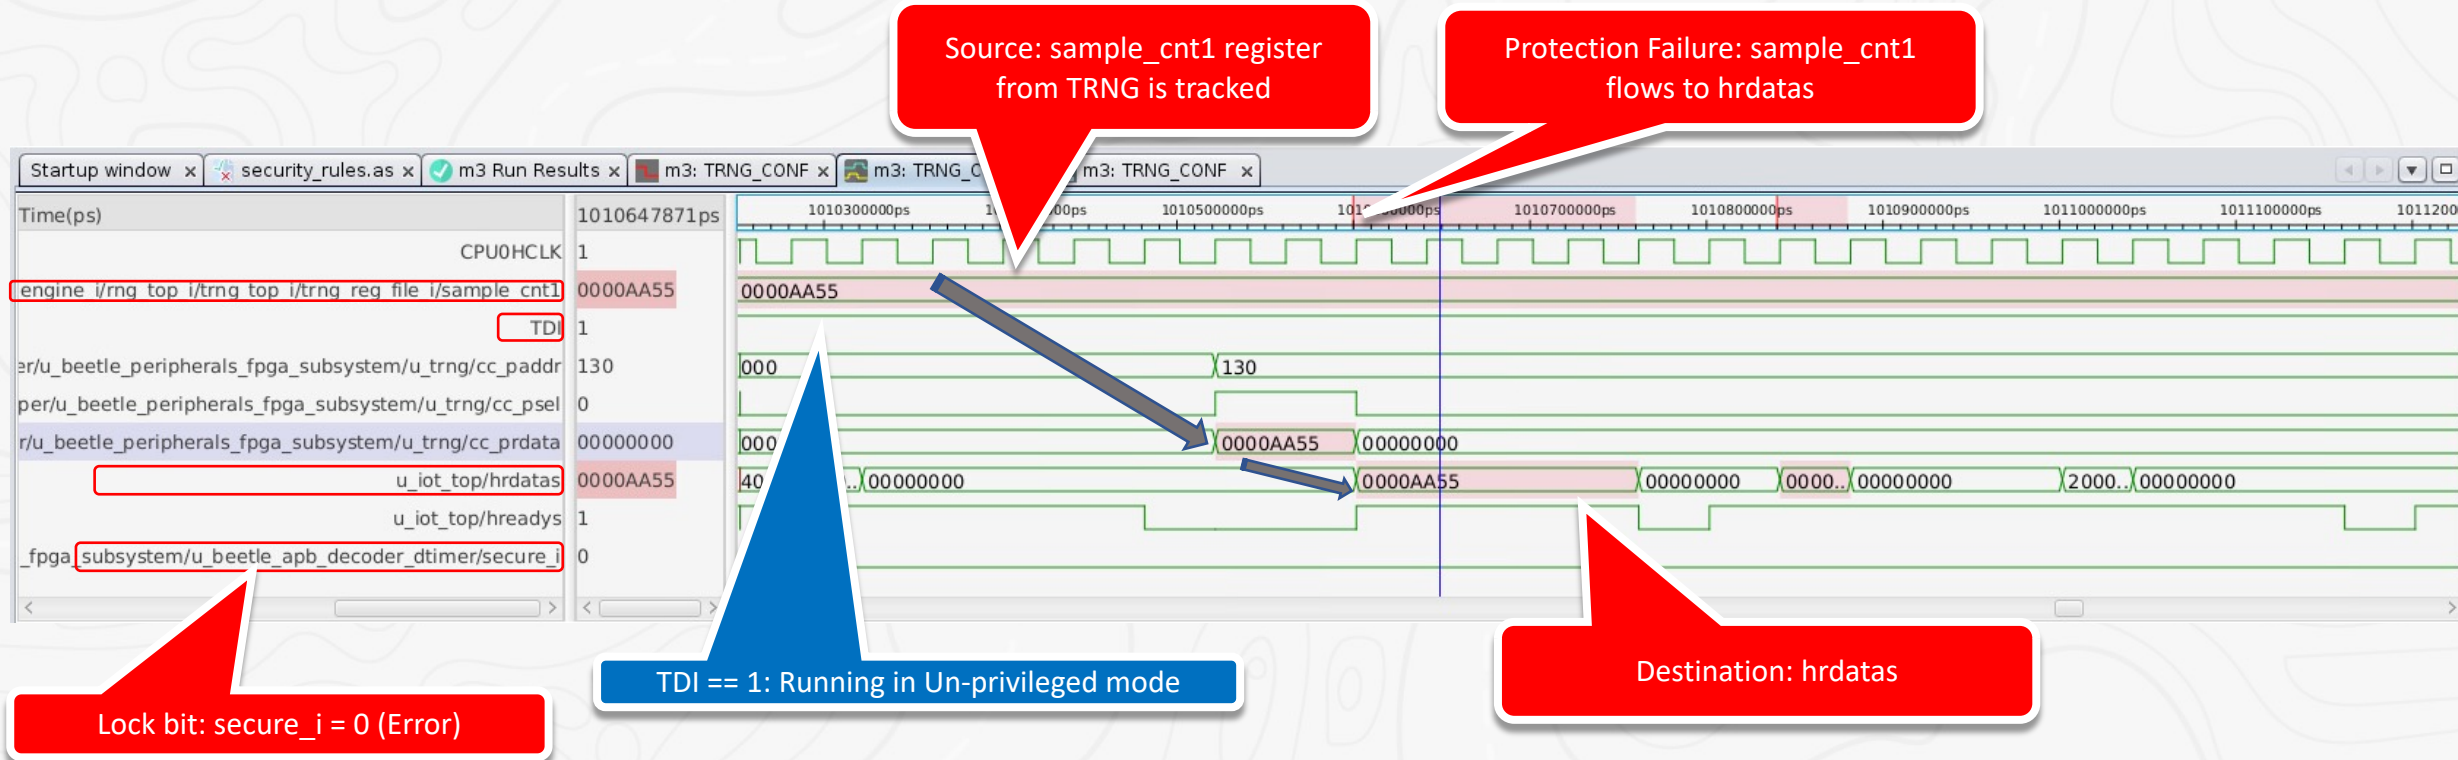 Source: sample_cnt1 register
from TRNG is tracked
Protection Failure: sample_cnt1
flows to hrdatas
Startup window x
security_rules.as x
m3 Run Results x
m3: TRNG_CONF x
m3: TRNG_C
m3: TRNG_CONF x
Time(ps) 1010647871ps
1010300000ps 1010500000ps 1010700000ps 1010800000ps 1010900000ps 1011000000ps 1011100000ps 1011200
CPU0HCLK 1
engine_i/rng_top_i/trng_top_i/trng_reg_file_i/sample_cnt1 0000AA55 0000AA55
TDI 1
er/u_beetle_peripherals_fpga_subsystem/u_trng/cc_paddr 130 000 130
per/u_beetle_peripherals_fpga_subsystem/u_trng/cc_psel 0
r/u_beetle_peripherals_fpga_subsystem/u_trng/cc_prdata 00000000 000 0000AA55 00000000
u_iot_top/hrdatas 0000AA55 40 ..00000000 0000AA55 00000000 0000.. 00000000 2000.. 00000000
u_iot_top/hreadys 1
_fpga_subsystem/u_beetle_apb_decoder_dtimer/secure_i 0
TDI == 1: Running in Un-privileged mode
Destination: hrdatas
Lock bit: secure_i = 0 (Error)